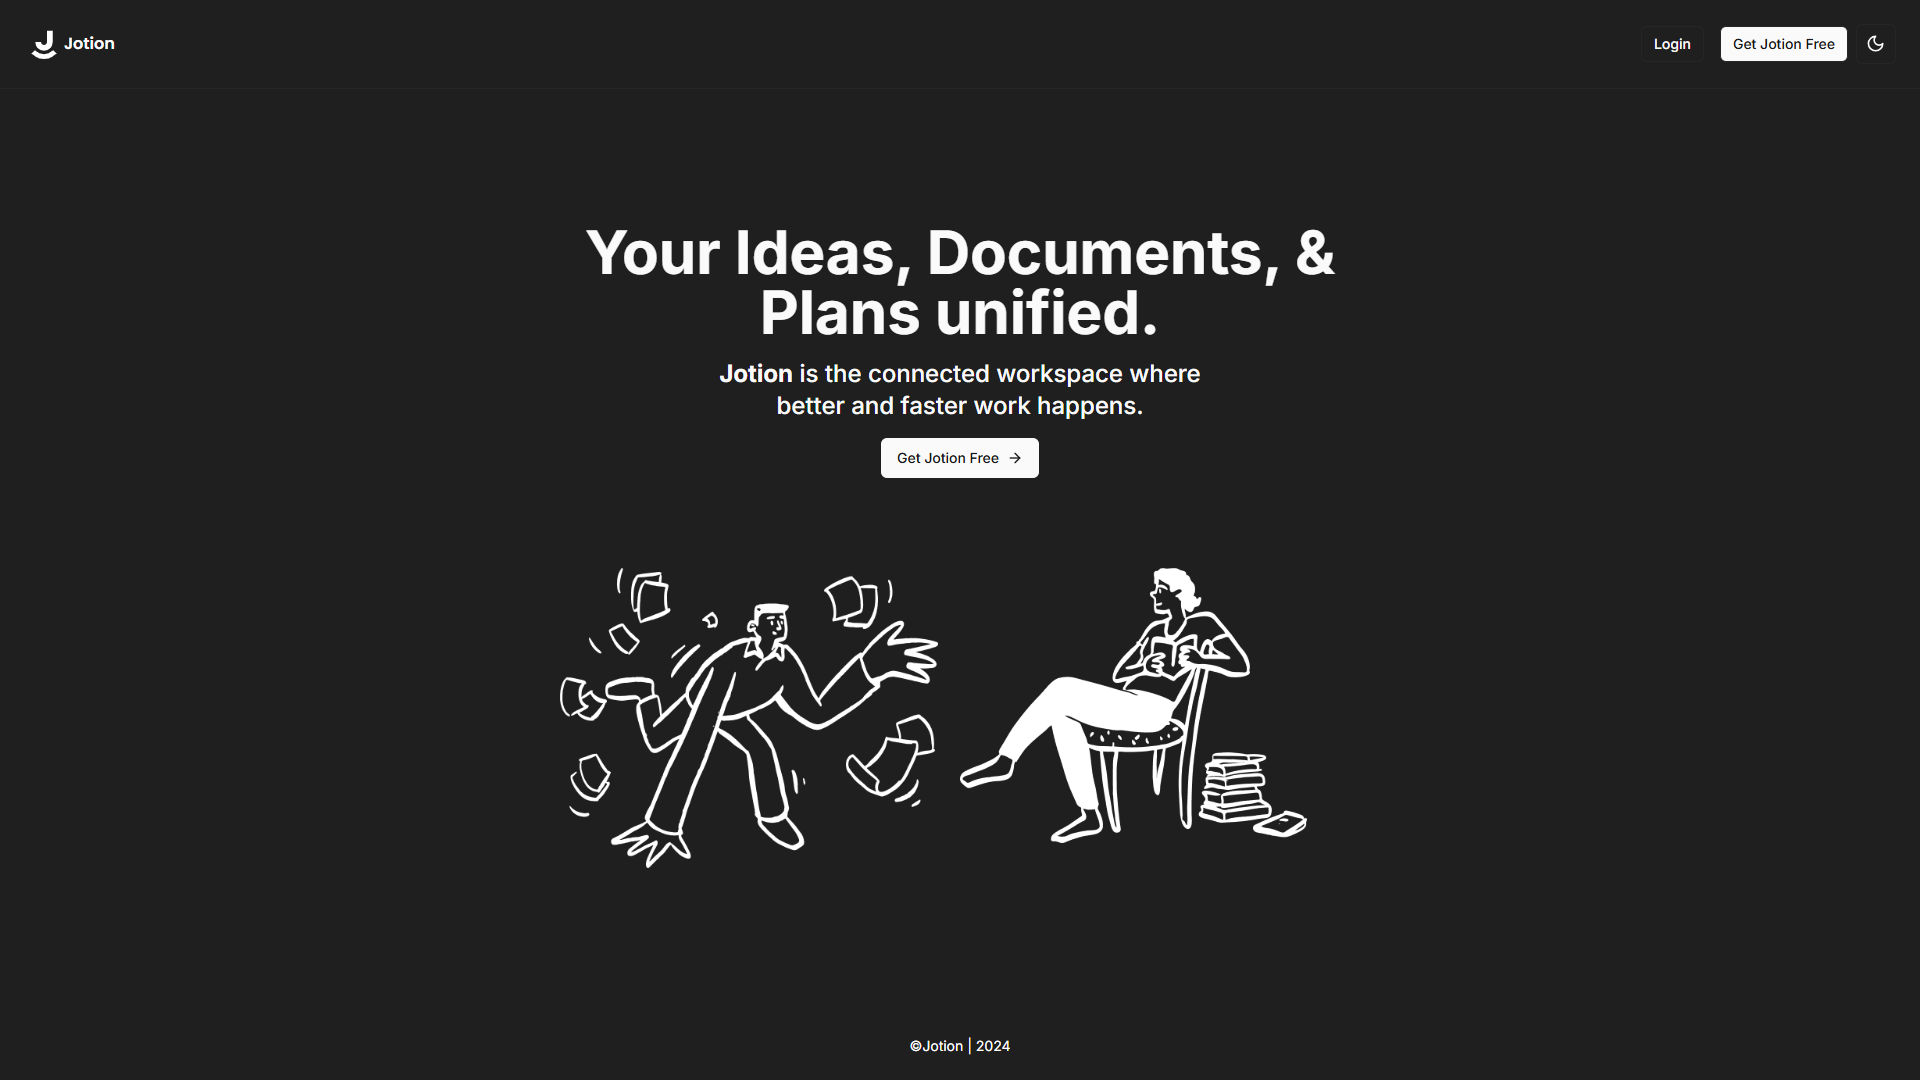 Jotion
Login
Get Jotion Free
Your Ideas, Documents, &
Plans unified.
Jotion is the connected workspace where
better and faster work happens.
Get Jotion Free
©Jotion | 2024